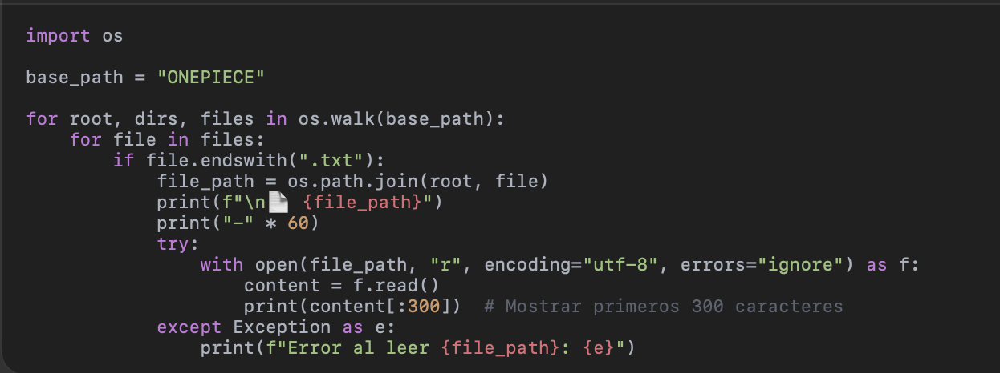 import os
base_path = "ONEPIECE"
for root, dirs, files in os.walk(base_path):
    for file in files:
        if file.endswith(".txt"):
            file_path = os.path.join(root, file)
            print(f"\n📄 {file_path}")
            print("-" * 60)
            try:
                with open(file_path, "r", encoding="utf-8", errors="ignore") as f:
                    content = f.read()
                    print(content[:300])  # Mostrar primeros 300 caracteres
            except Exception as e:
                print(f"Error al leer {file_path}: {e}")